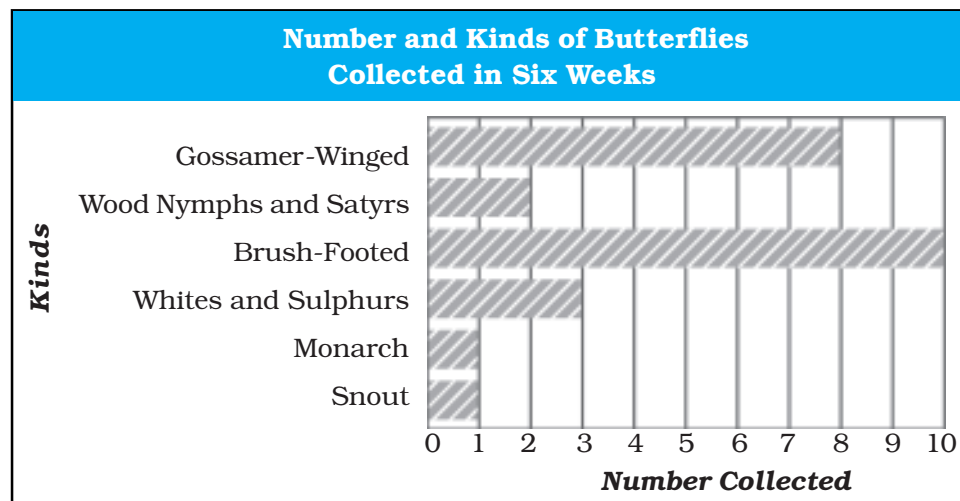 Number and Kinds of Butterflies
Collected in Six Weeks
Kinds
Gossamer-Winged
Wood Nymphs and Satyrs
Brush-Footed
Whites and Sulphurs
Monarch
Snout
0 1 2 3 4 5 6 7 8 9 10
Number Collected